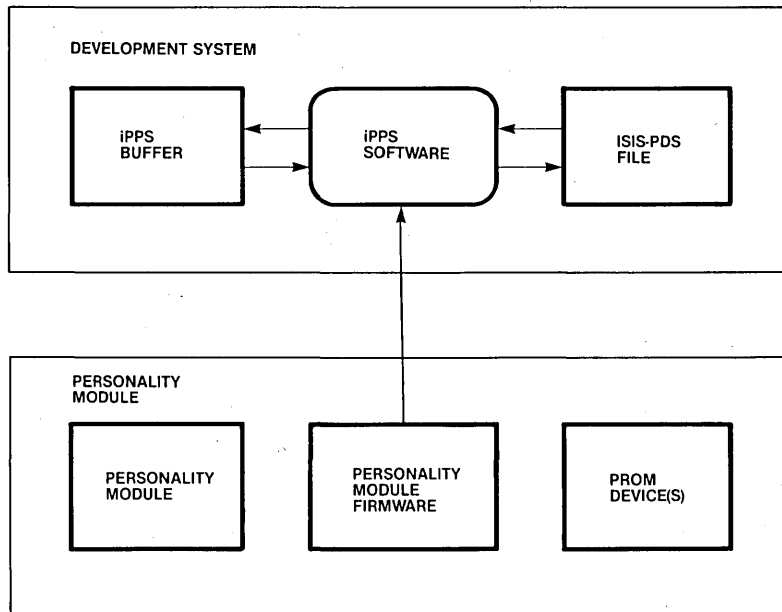 DEVELOPMENT SYSTEM
iPPS
BUFFER
iPPS
SOFTWARE
ISIS-PDS
FILE
PERSONALITY
MODULE
PERSONALITY
MODULE
PERSONALITY
MODULE
FIRMWARE
PROM
DEVICE(S)